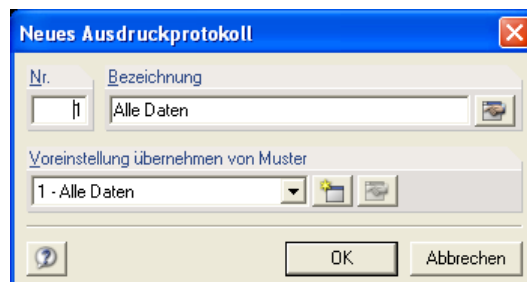 Neues Ausdruckprotokoll
Nr. Bezeichnung
1 Alle Daten
Voreinstellung übernehmen von Muster
1 - Alle Daten
OK Abbrechen